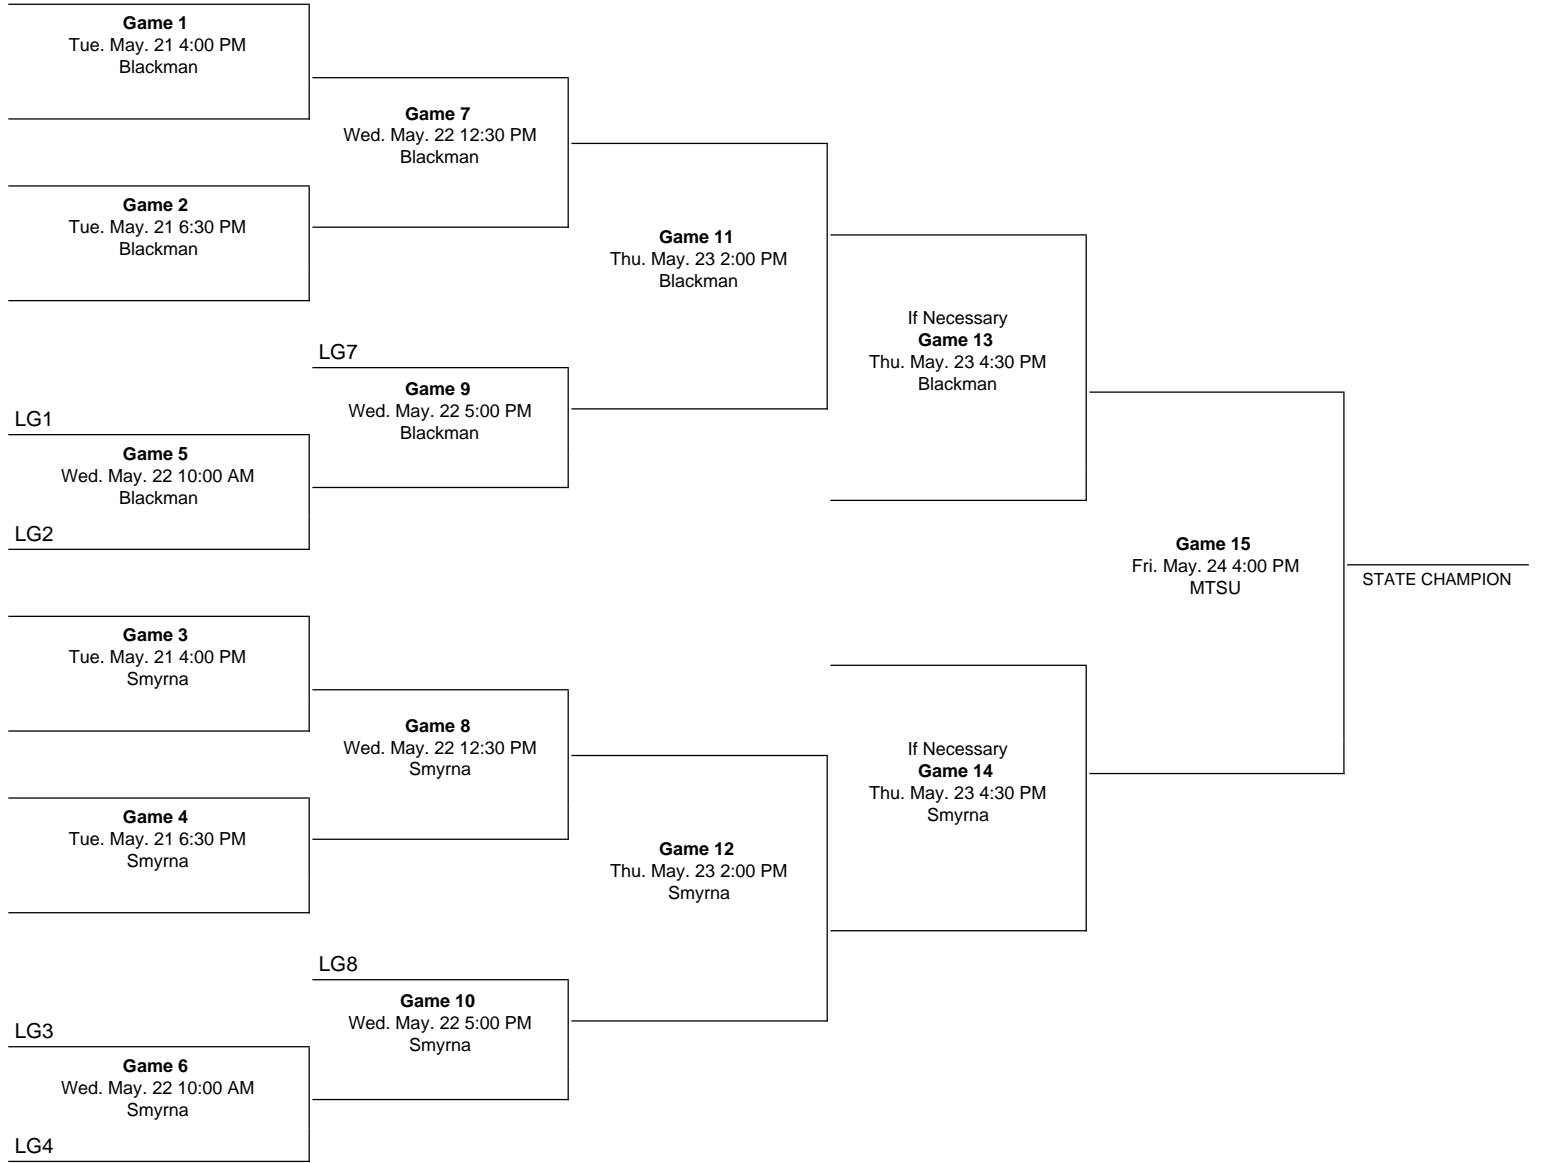 Game 1
Tue. May. 21 4:00 PM
Blackman
Game 7
Wed. May. 22 12:30 PM
Blackman
Game 2
Tue. May. 21 6:30 PM
Blackman
Game 11
Thu. May. 23 2:00 PM
Blackman
If Necessary
Game 13
Thu. May. 23 4:30 PM
Blackman
LG7
Game 9
Wed. May. 22 5:00 PM
Blackman
LG1
Game 5
Wed. May. 22 10:00 AM
Blackman
LG2
Game 15
Fri. May. 24 4:00 PM
MTSU
STATE CHAMPION
Game 3
Tue. May. 21 4:00 PM
Smyrna
Game 8
Wed. May. 22 12:30 PM
Smyrna
If Necessary
Game 14
Thu. May. 23 4:30 PM
Smyrna
Game 4
Tue. May. 21 6:30 PM
Smyrna
Game 12
Thu. May. 23 2:00 PM
Smyrna
LG8
Game 10
Wed. May. 22 5:00 PM
Smyrna
LG3
Game 6
Wed. May. 22 10:00 AM
Smyrna
LG4